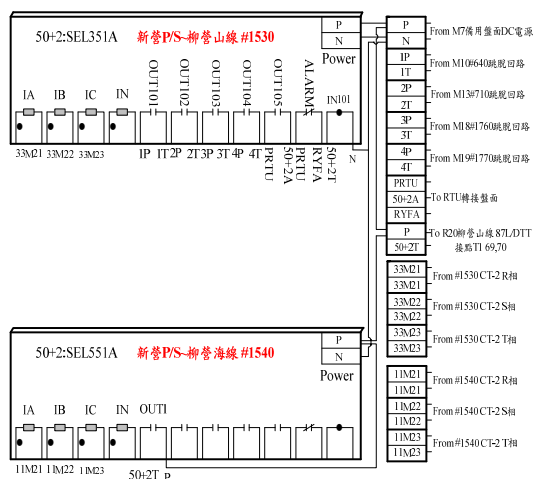 50+2:SEL351A 新營P/S~柳營山線 #1530
P
N
Power
IA IB IC IN OUT101 OUT102 OUT103 OUT104 OUT105 ALARM IN101
33M21 33M22 33M23 1P 1T 2P 2T 3P 3T 4P 4T PRTU 50+2A PRTU RYFA 50+2T N
P
N
From M7備用盤面DC電源
1P
1T
From M10#640跳脫回路
2P
2T
From M13#710跳脫回路
3P
3T
From M18#1760跳脫回路
4P
4T
From M19#1770跳脫回路
PRTU
50+2A
RYFA
To RTU轉接盤面
P
50+2T
To R20柳營山線 87L/DTT
接點T1 69,70
33M21
33M21
From #1530 CT-2 R相
33M22
33M22
From #1530 CT-2 S相
33M23
33M23
From #1530 CT-2 T相
50+2:SEL551A 新營P/S~柳營海線 #1540
P
N
Power
IA IB IC IN OUT1
11M21 11M22 11M23
50+2T P
11M21
11M21
From #1540 CT-2 R相
11M22
11M22
From #1540 CT-2 S相
11M23
11M23
From #1540 CT-2 T相